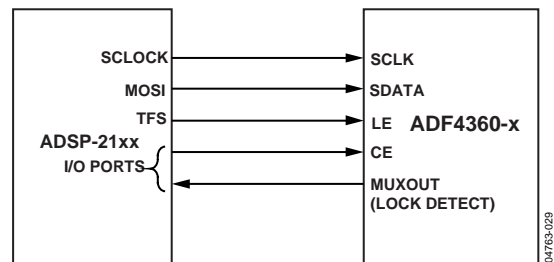 SCLOCK
MOSI
TFS
ADSP-21xx
I/O PORTS
SCLK
SDATA
LE
ADF4360-x
CE
MUXOUT
(LOCK DETECT)
04763-029